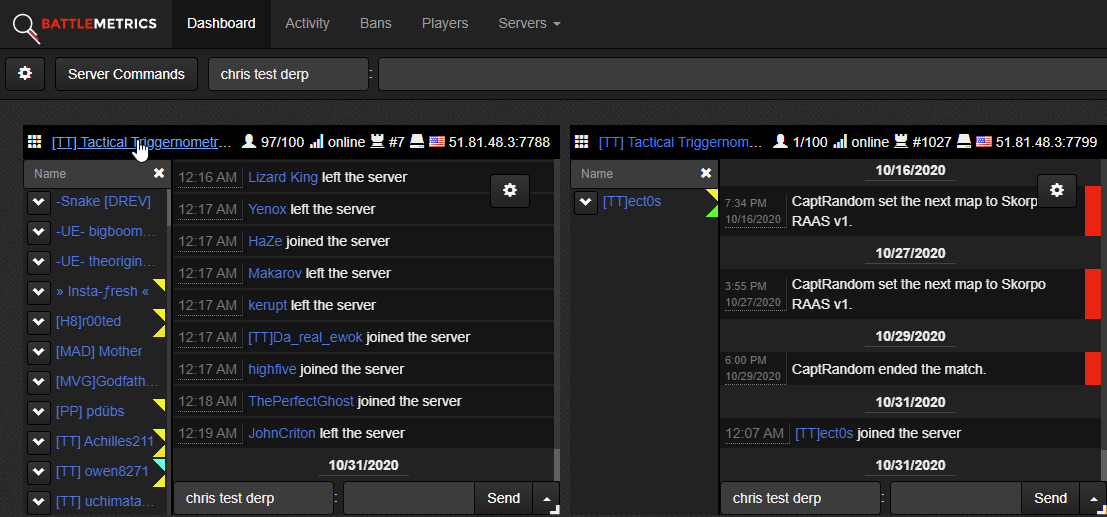 BATTLEMETRICS Dashboard Activity Bans Players Servers
Server Commands chris test derp :
[TT] Tactical Triggernometr... 97/100 online #7 51.81.48.3:7788
Name
-Snake [DREV]
-UE- bigboom...
-UE- theorigin...
» Insta-ƒresh «
[H8]r00ted
[MAD] Mother
[MVG]Godfath...
[PP] pdübs
[TT] Achilles211
[TT] owen8271
[TT] uchimata...
12:16 AM Lizard King left the server
12:17 AM Yenox left the server
12:17 AM HaZe joined the server
12:17 AM Makarov left the server
12:17 AM kerupt left the server
12:17 AM [TT]Da_real_ewok joined the server
12:17 AM highfive joined the server
12:18 AM ThePerfectGhost joined the server
12:19 AM JohnCriton left the server
10/31/2020
chris test derp : Send
[TT] Tactical Triggernom... 1/100 online #1027 51.81.48.3:7799
Name
[TT]ect0s
10/16/2020
7:34 PM
10/16/2020
CaptRandom set the next map to Skorpo
RAAS v1.
10/27/2020
3:55 PM
10/27/2020
CaptRandom set the next map to Skorpo
RAAS v1.
10/29/2020
6:00 PM
10/29/2020
CaptRandom ended the match.
10/31/2020
12:07 AM [TT]ect0s joined the server
10/31/2020
chris test derp : Send